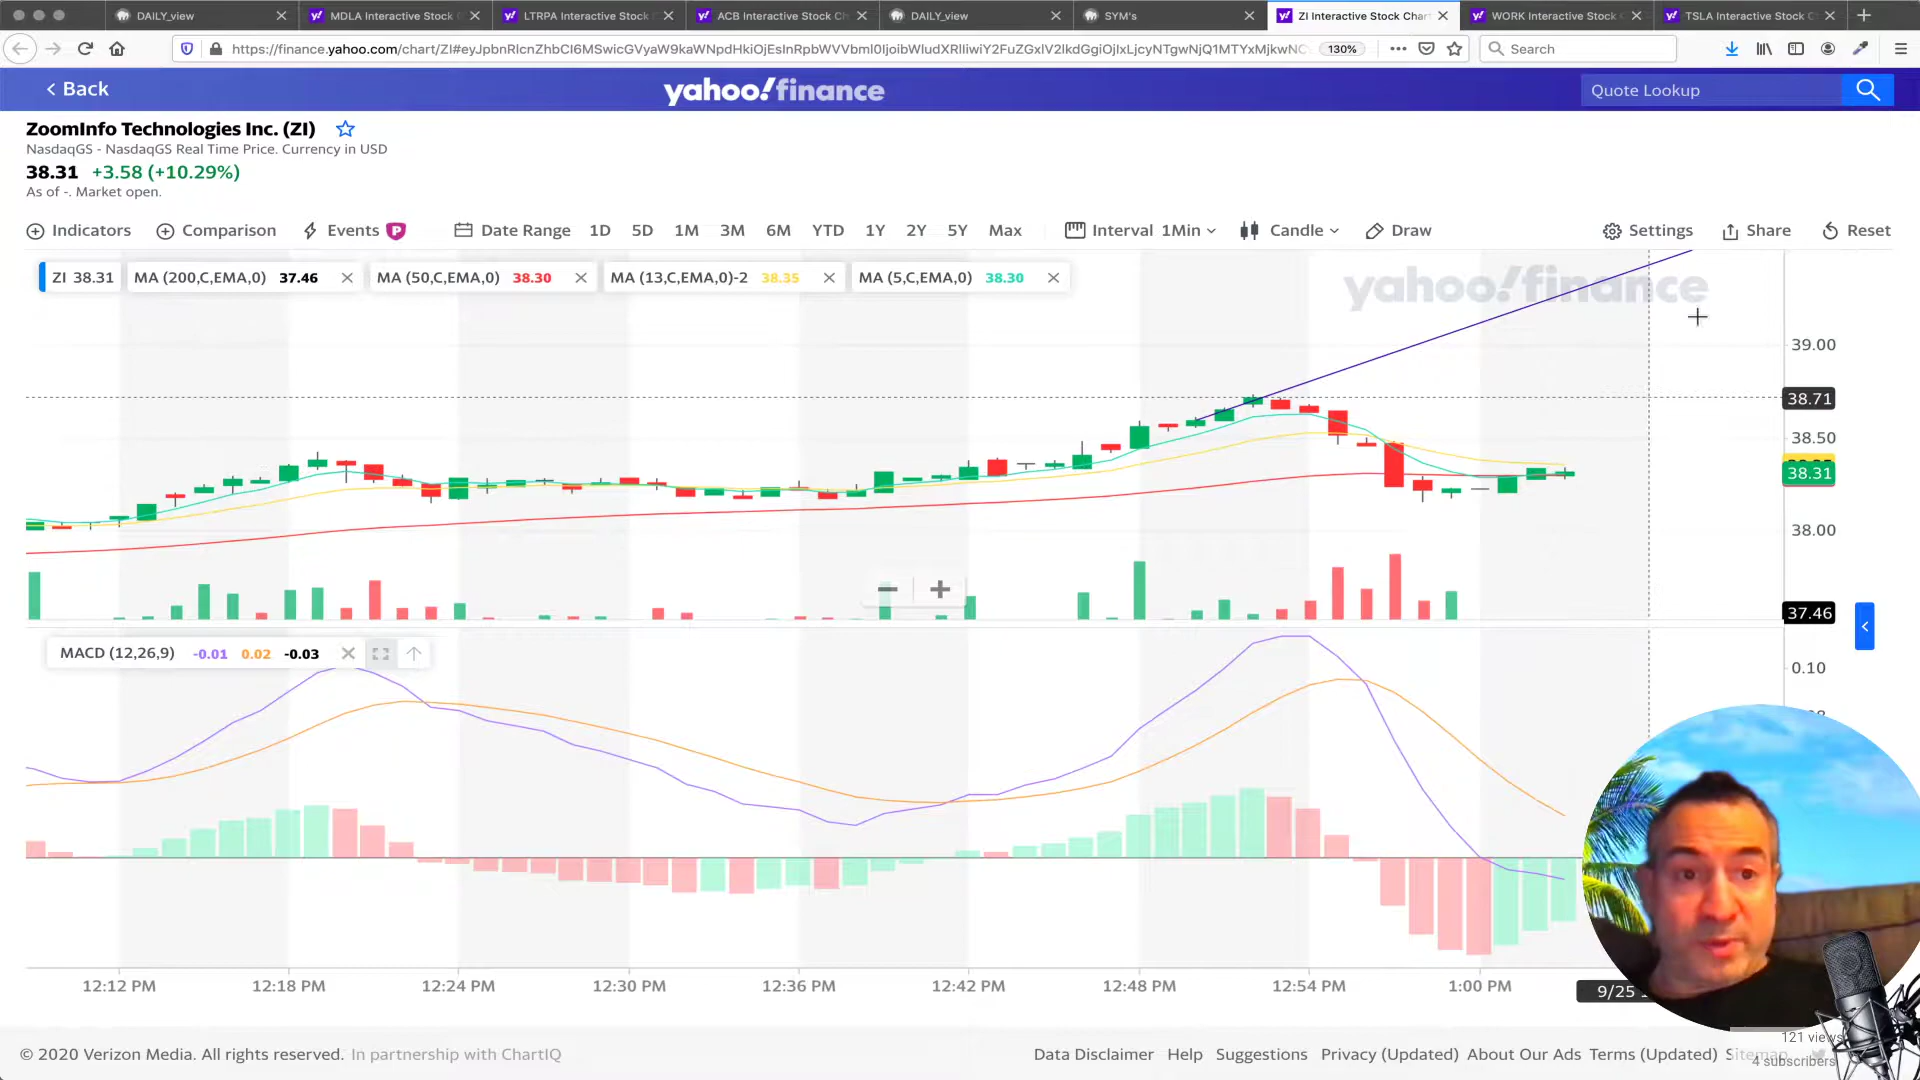 DAILY_view
MDLA Interactive Stock
LTRPA Interactive Stock
ACB Interactive Stock Ch
DAILY_view
SYM's
ZI Interactive Stock Chart
WORK Interactive Stock
TSLA Interactive Stock
130%
Search
< Back
yahoo!finance
Quote Lookup
ZoomInfo Technologies Inc. (ZI)
NasdaqGS - NasdaqGS Real Time Price. Currency in USD
38.31 +3.58 (+10.29%)
As of -. Market open.
Indicators Comparison Events P Date Range 1D 5D 1M 3M 6M YTD 1Y 2Y 5Y Max Interval 1Min Candle Draw Settings Share Reset
ZI 38.31 MA (200,C,EMA,0) 37.46 MA (50,C,EMA,0) 38.30 MA (13,C,EMA,0)-2 38.35 MA (5,C,EMA,0) 38.30
yahoo!finance
39.00
38.71
38.50
38.31
38.00
37.46
MACD (12,26,9) -0.01 0.02 -0.03
0.10
12:12 PM 12:18 PM 12:24 PM 12:30 PM 12:36 PM 12:42 PM 12:48 PM 12:54 PM 1:00 PM
9/25
© 2020 Verizon Media. All rights reserved. In partnership with ChartIQ
Data Disclaimer Help Suggestions Privacy (Updated) About Our Ads Terms (Updated) Sitemap
121 views
4 subscribers